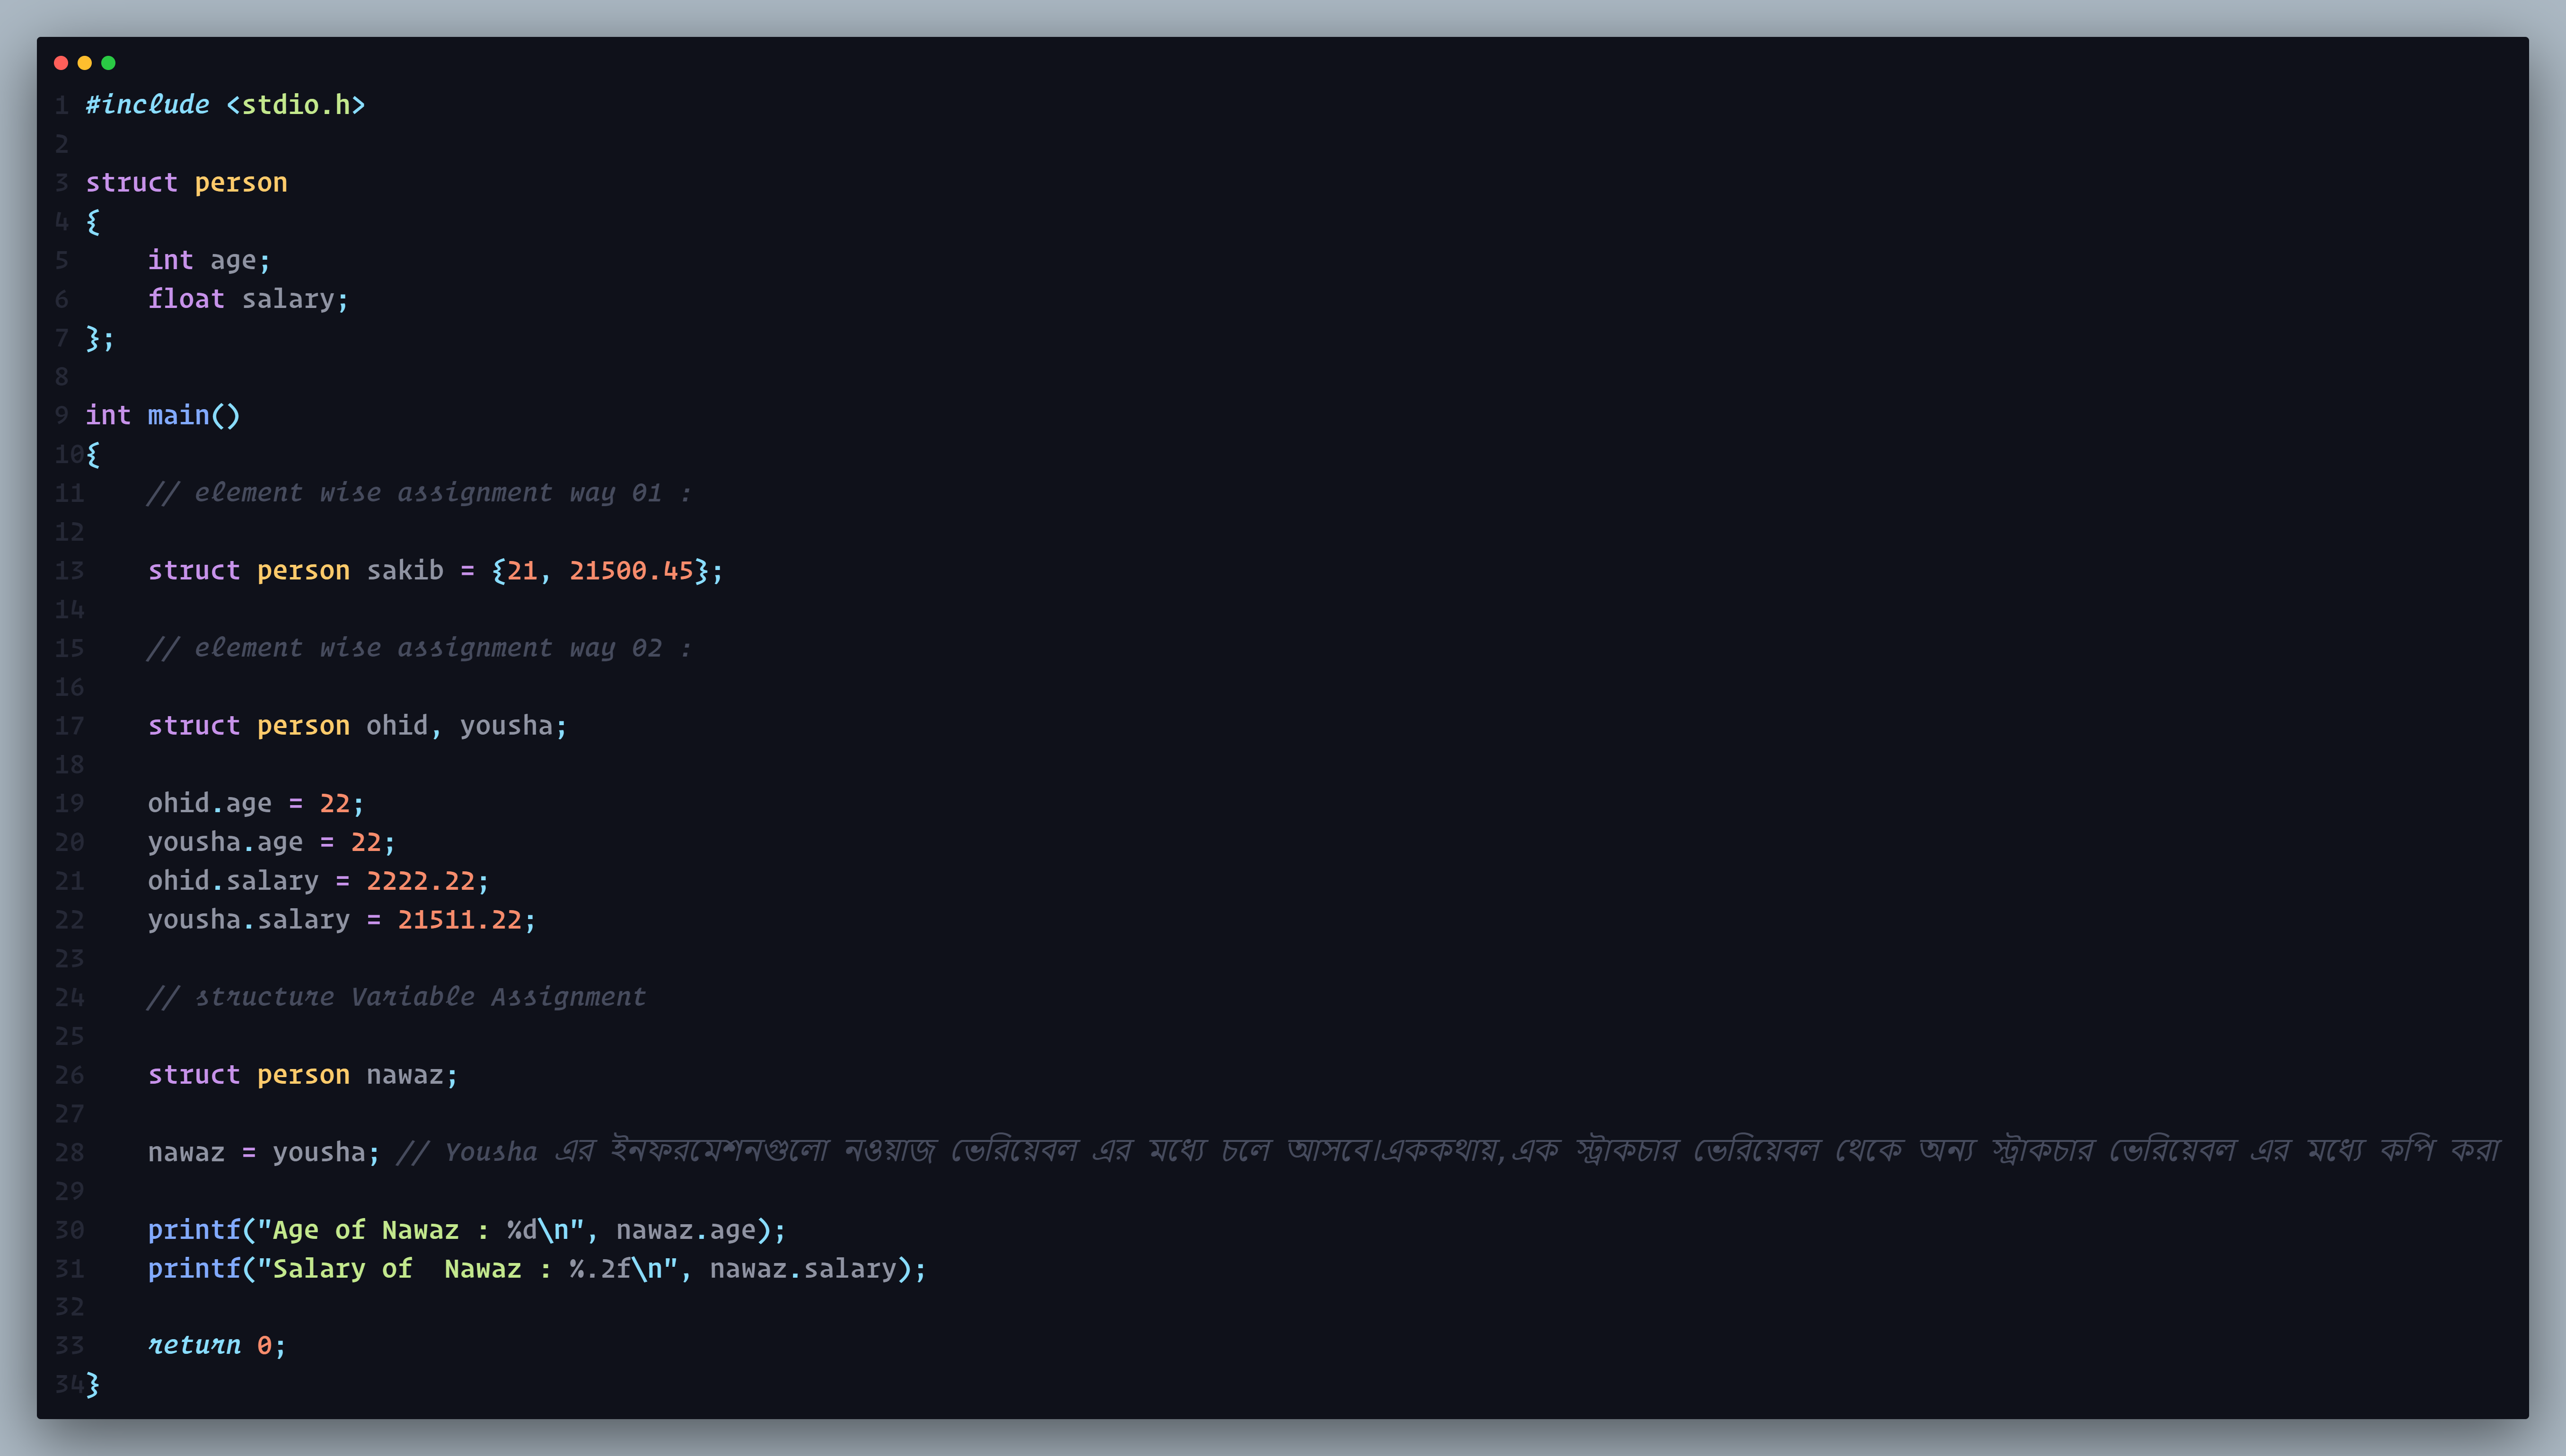 1 #include <stdio.h>
2
3 struct person
4 {
5     int age;
6     float salary;
7 };
8
9 int main()
10{
11    // element wise assignment way 01 :
12
13    struct person sakib = {21, 21500.45};
14
15    // element wise assignment way 02 :
16
17    struct person ohid, yousha;
18
19    ohid.age = 22;
20    yousha.age = 22;
21    ohid.salary = 2222.22;
22    yousha.salary = 21511.22;
23
24    // structure Variable Assignment
25
26    struct person nawaz;
27
28    nawaz = yousha; // Yousha এর ইনফরমেশনগুলো নওয়াজ ভেরিয়েবল এর মধ্যে চলে আসবে।এককথায়,এক স্ট্রাকচার ভেরিয়েবল থেকে অন্য স্ট্রাকচার ভেরিয়েবল এর মধ্যে কপি করা
29
30    printf("Age of Nawaz : %d\n", nawaz.age);
31    printf("Salary of  Nawaz : %.2f\n", nawaz.salary);
32
33    return 0;
34}